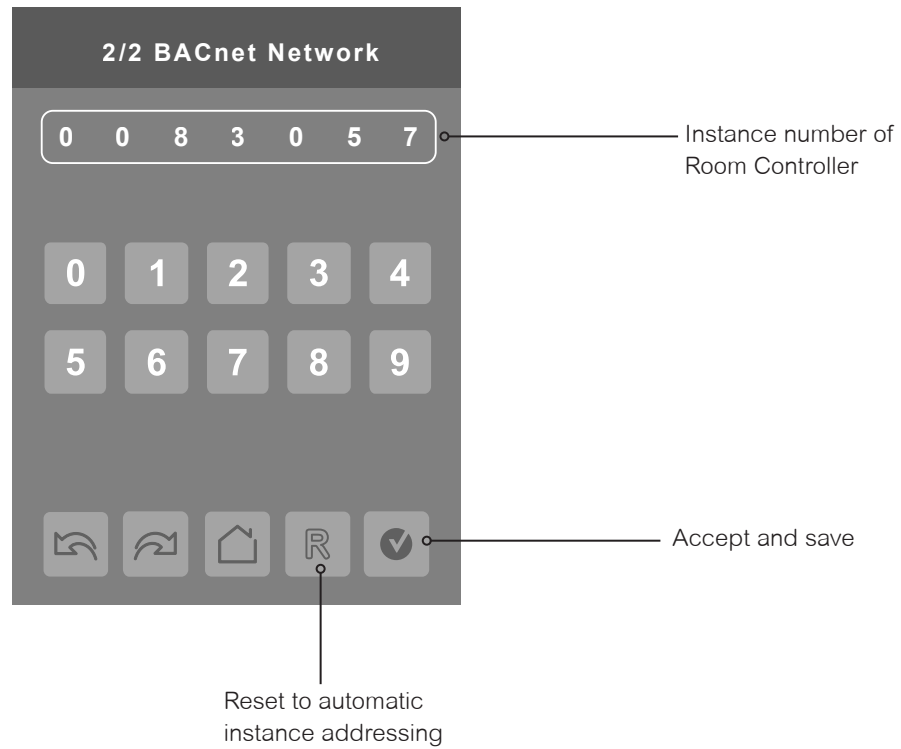 2/2 BACnet Network
0 0 8 3 0 5 7
Instance number of
Room Controller
0 1 2 3 4
5 6 7 8 9
R
Accept and save
Reset to automatic
instance addressing